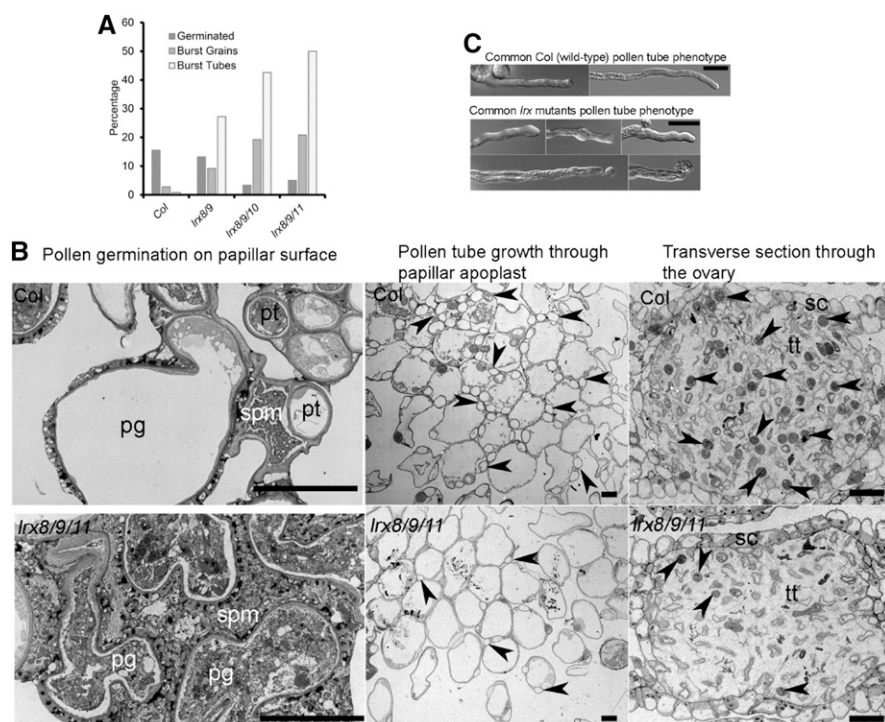 A
60
50
40
30
20
10
0
Percentage
Germinated
Burst Grains
Burst Tubes
Col
lrx8/9
lrx8/9/10
lrx8/9/11
C
Common Col (wild-type) pollen tube phenotype
Common lrx mutants pollen tube phenotype
B
Pollen germination on papillar surface
Pollen tube growth through
papillar apoplast
Transverse section through
the ovary
Col
pt
pg
spm
pt
Col
Col
sc
tt
lrx8/9/11
spm
pg
pg
lrx8/9/11
lrx8/9/11
sc
tt